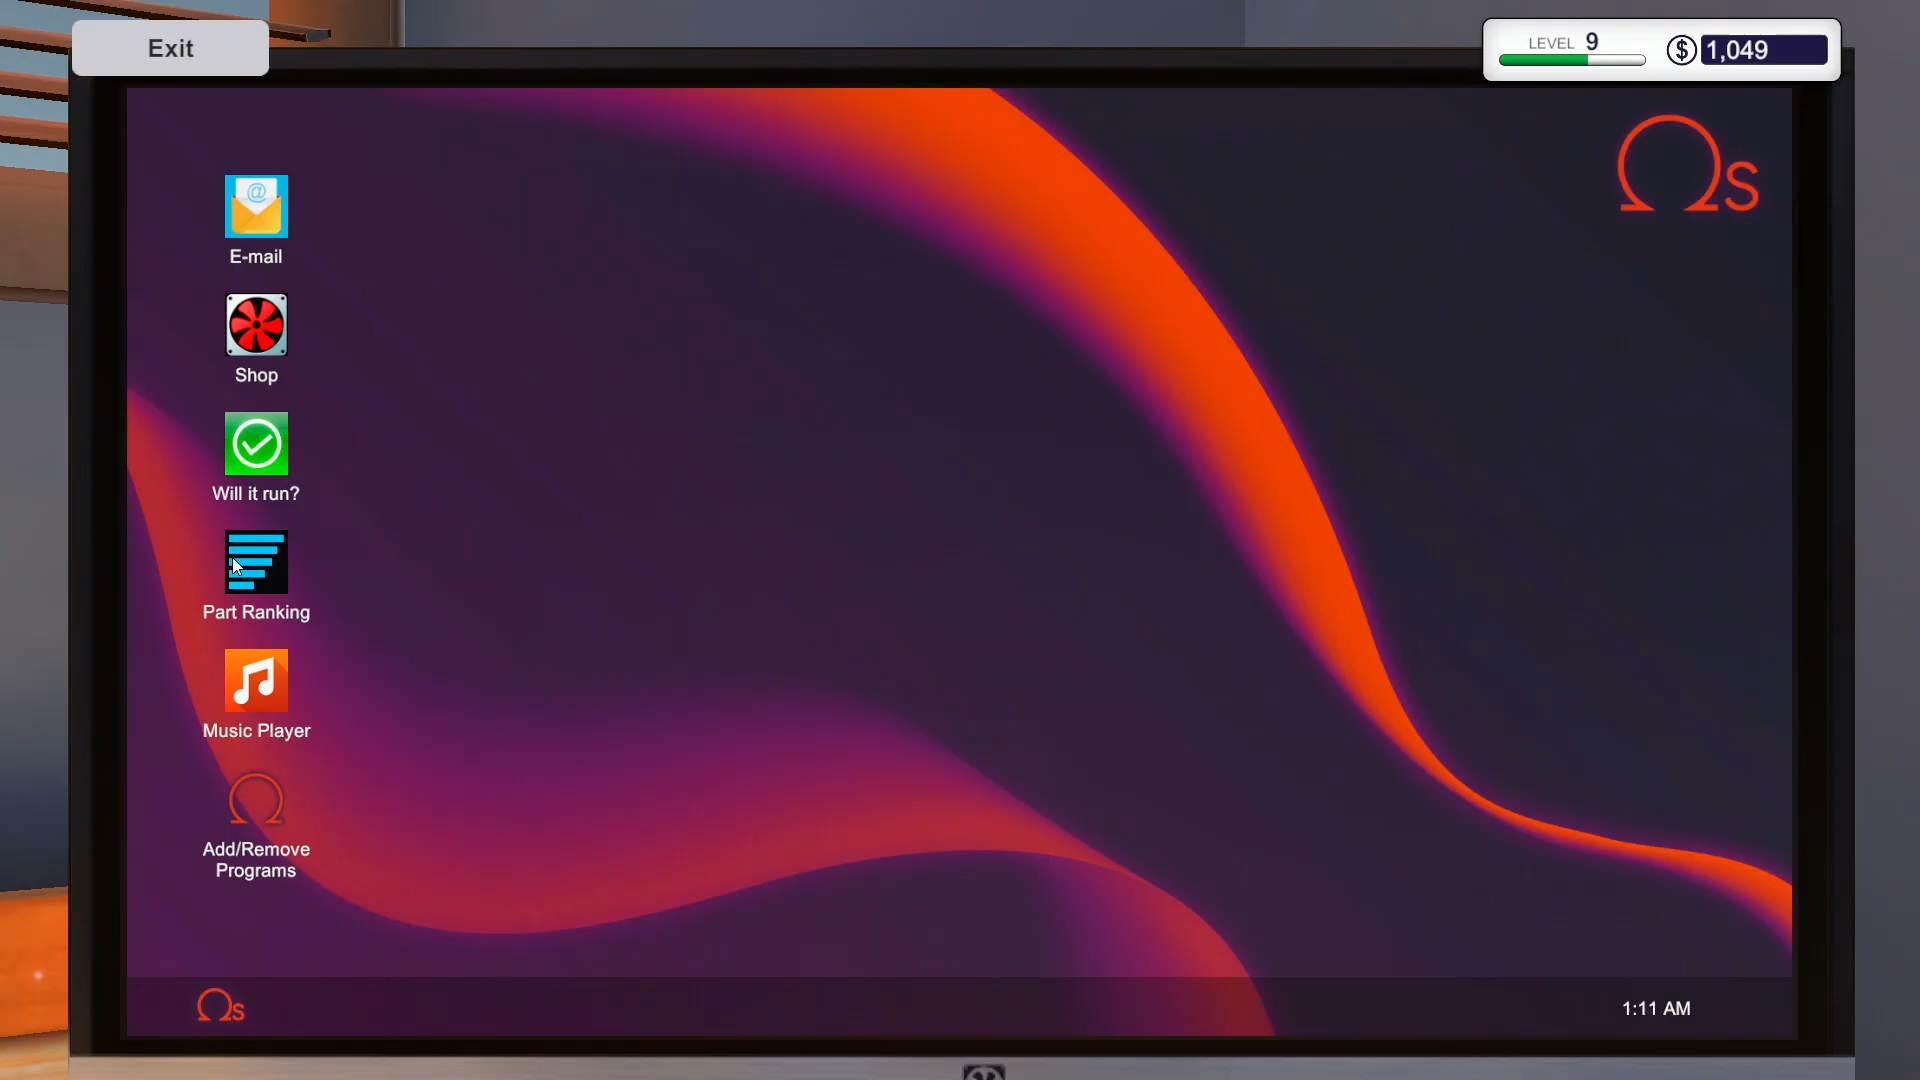 Exit
LEVEL 9
$ 1,049
Ωs
E-mail
Shop
Will it run?
Part Ranking
Music Player
Add/Remove
Programs
Ωs
1:11 AM